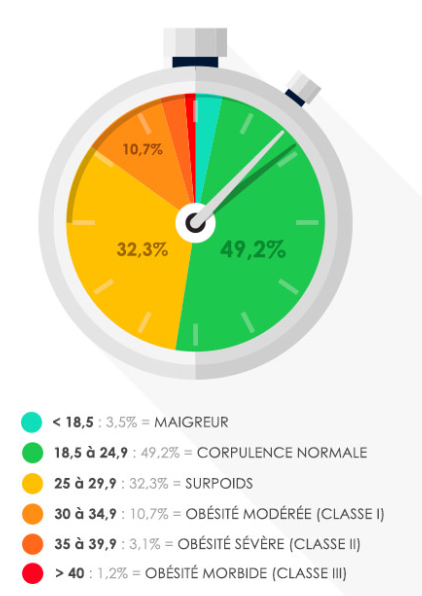 10,7%
32,3%
49,2%
< 18,5 : 3,5% = MAIGREUR
18,5 à 24,9 : 49,2% = CORPULENCE NORMALE
25 à 29,9 : 32,3% = SURPOIDS
30 à 34,9 : 10,7% = OBÉSITÉ MODÉRÉE (CLASSE I)
35 à 39,9 : 3,1% = OBÉSITÉ SÉVÈRE (CLASSE II)
> 40 : 1,2% = OBÉSITÉ MORBIDE (CLASSE III)